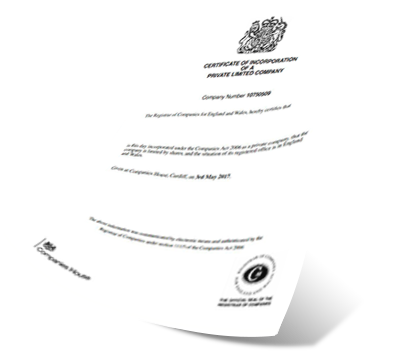 CERTIFICATE OF INCORPORATION
OF A
PRIVATE LIMITED COMPANY
Company Number 10750509
The Registrar of Companies for England and Wales, hereby certifies that
is this day incorporated under the Companies Act 2006 as a private company, that the
company is limited by shares, and the situation of its registered office is in England
and Wales.
Given at Companies House, Cardiff, on 3rd May 2017.
The above information was communicated by electronic means and authenticated by the
Registrar of Companies under section 1115 of the Companies Act 2006
Companies House
C
THE OFFICIAL SEAL OF THE
REGISTRAR OF COMPANIES